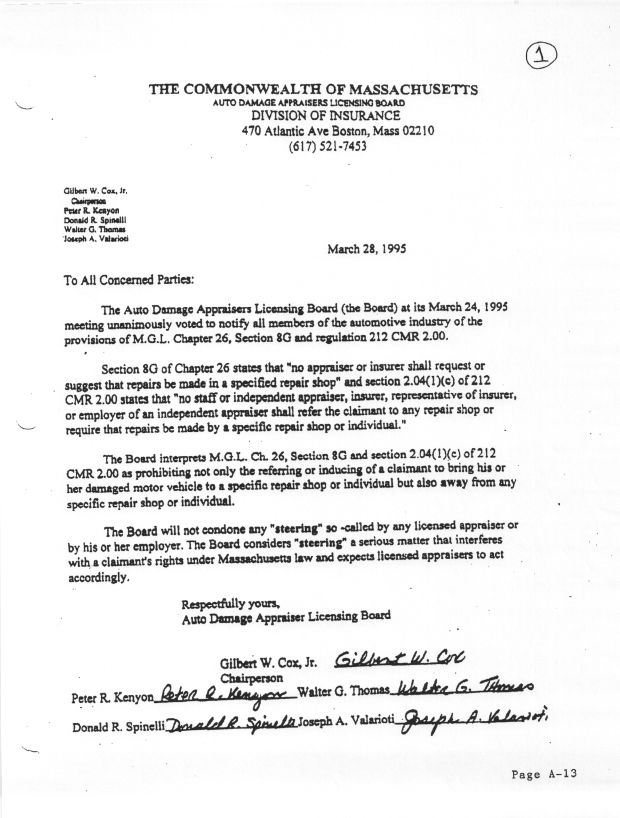 1
THE COMMONWEALTH OF MASSACHUSETTS
AUTO DAMAGE APPRAISERS LICENSING BOARD
DIVISION OF INSURANCE
470 Atlantic Ave Boston, Mass 02210
(617) 521-7453
Gilbert W. Cox, Jr.
Chairperson
Peter R. Kenyon
Donald R. Spinelli
Walter G. Thomas
Joseph A. Valarioti
March 28, 1995
To All Concerned Parties:
The Auto Damage Appraisers Licensing Board (the Board) at its March 24, 1995
meeting unanimously voted to notify all members of the automotive industry of the
provisions of M.G.L. Chapter 26, Section 8G and regulation 212 CMR 2.00.
Section 8G of Chapter 26 states that "no appraiser or insurer shall request or
suggest that repairs be made in a specified repair shop" and section 2.04(1)(c) of 212
CMR 2.00 states that "no staff or independent appraiser, insurer, representative of insurer,
or employer of an independent appraiser shall refer the claimant to any repair shop or
require that repairs be made by a specific repair shop or individual."
The Board interprets M.G.L. Ch. 26, Section 8G and section 2.04(1)(c) of 212
CMR 2.00 as prohibiting not only the referring or inducing of a claimant to bring his or
her damaged motor vehicle to a specific repair shop or individual but also away from any
specific repair shop or individual.
The Board will not condone any "steering" so -called by any licensed appraiser or
by his or her employer. The Board considers "steering" a serious matter that interferes
with a claimant's rights under Massachusetts law and expects licensed appraisers to act
accordingly.
Respectfully yours,
Auto Damage Appraiser Licensing Board
Gilbert W. Cox, Jr. Gilbert W. Cox
Chairperson
Peter R. Kenyon Peter R. Kenyon Walter G. Thomas Walter G. Thomas
Donald R. Spinelli Donald R. Spinelli Joseph A. Valarioti Joseph A. Valarioti
Page A-13